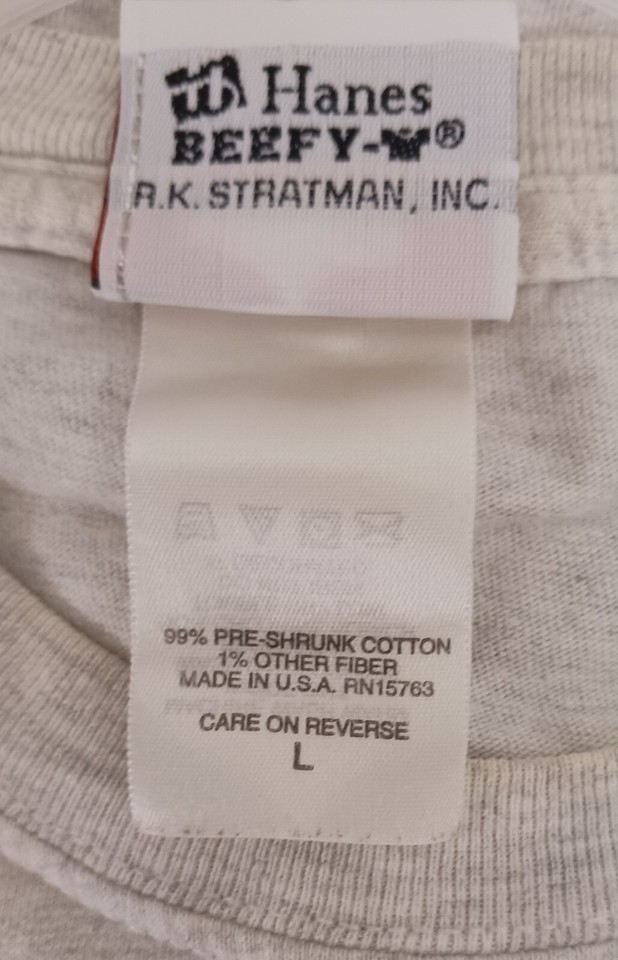 Hanes
BEEFY-T®
R.K. STRATMAN, INC.
99% PRE-SHRUNK COTTON
1% OTHER FIBER
MADE IN U.S.A. RN15763
CARE ON REVERSE
L